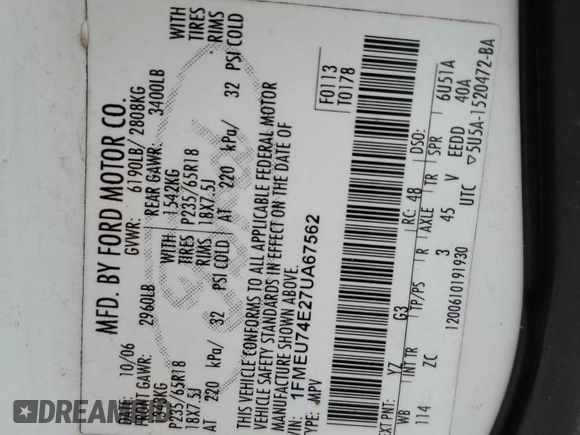 MFD. BY FORD MOTOR CO.
DATE: 10/06 GVWR: 6190LB/ 2808KG
FRONT GAWR: 2960LB REAR GAWR: 3400LB
WITH 1542KG WITH
P235/65R18 TIRES P235/65R18 TIRES
18X7.5J RIMS 18X7.5J RIMS
AT 220 kPa/ 32 PSI COLD AT 220 kPa/ 32 PSI COLD
THIS VEHICLE CONFORMS TO ALL APPLICABLE FEDERAL MOTOR
VEHICLE SAFETY STANDARDS IN EFFECT ON THE DATE OF
MANUFACTURE SHOWN ABOVE.
1FMEU74E27UA67562
TYPE: MPV
F0113
T0178
EXT PNT: YZ G3 RC: 48 DSO:
WB INT TR TP/PS R AXLE TR SPR 6U51A
114 ZC 3 45 V EEDD 40A
1200610191930 UTC ▽5U5A-1520472-BA
DREAM